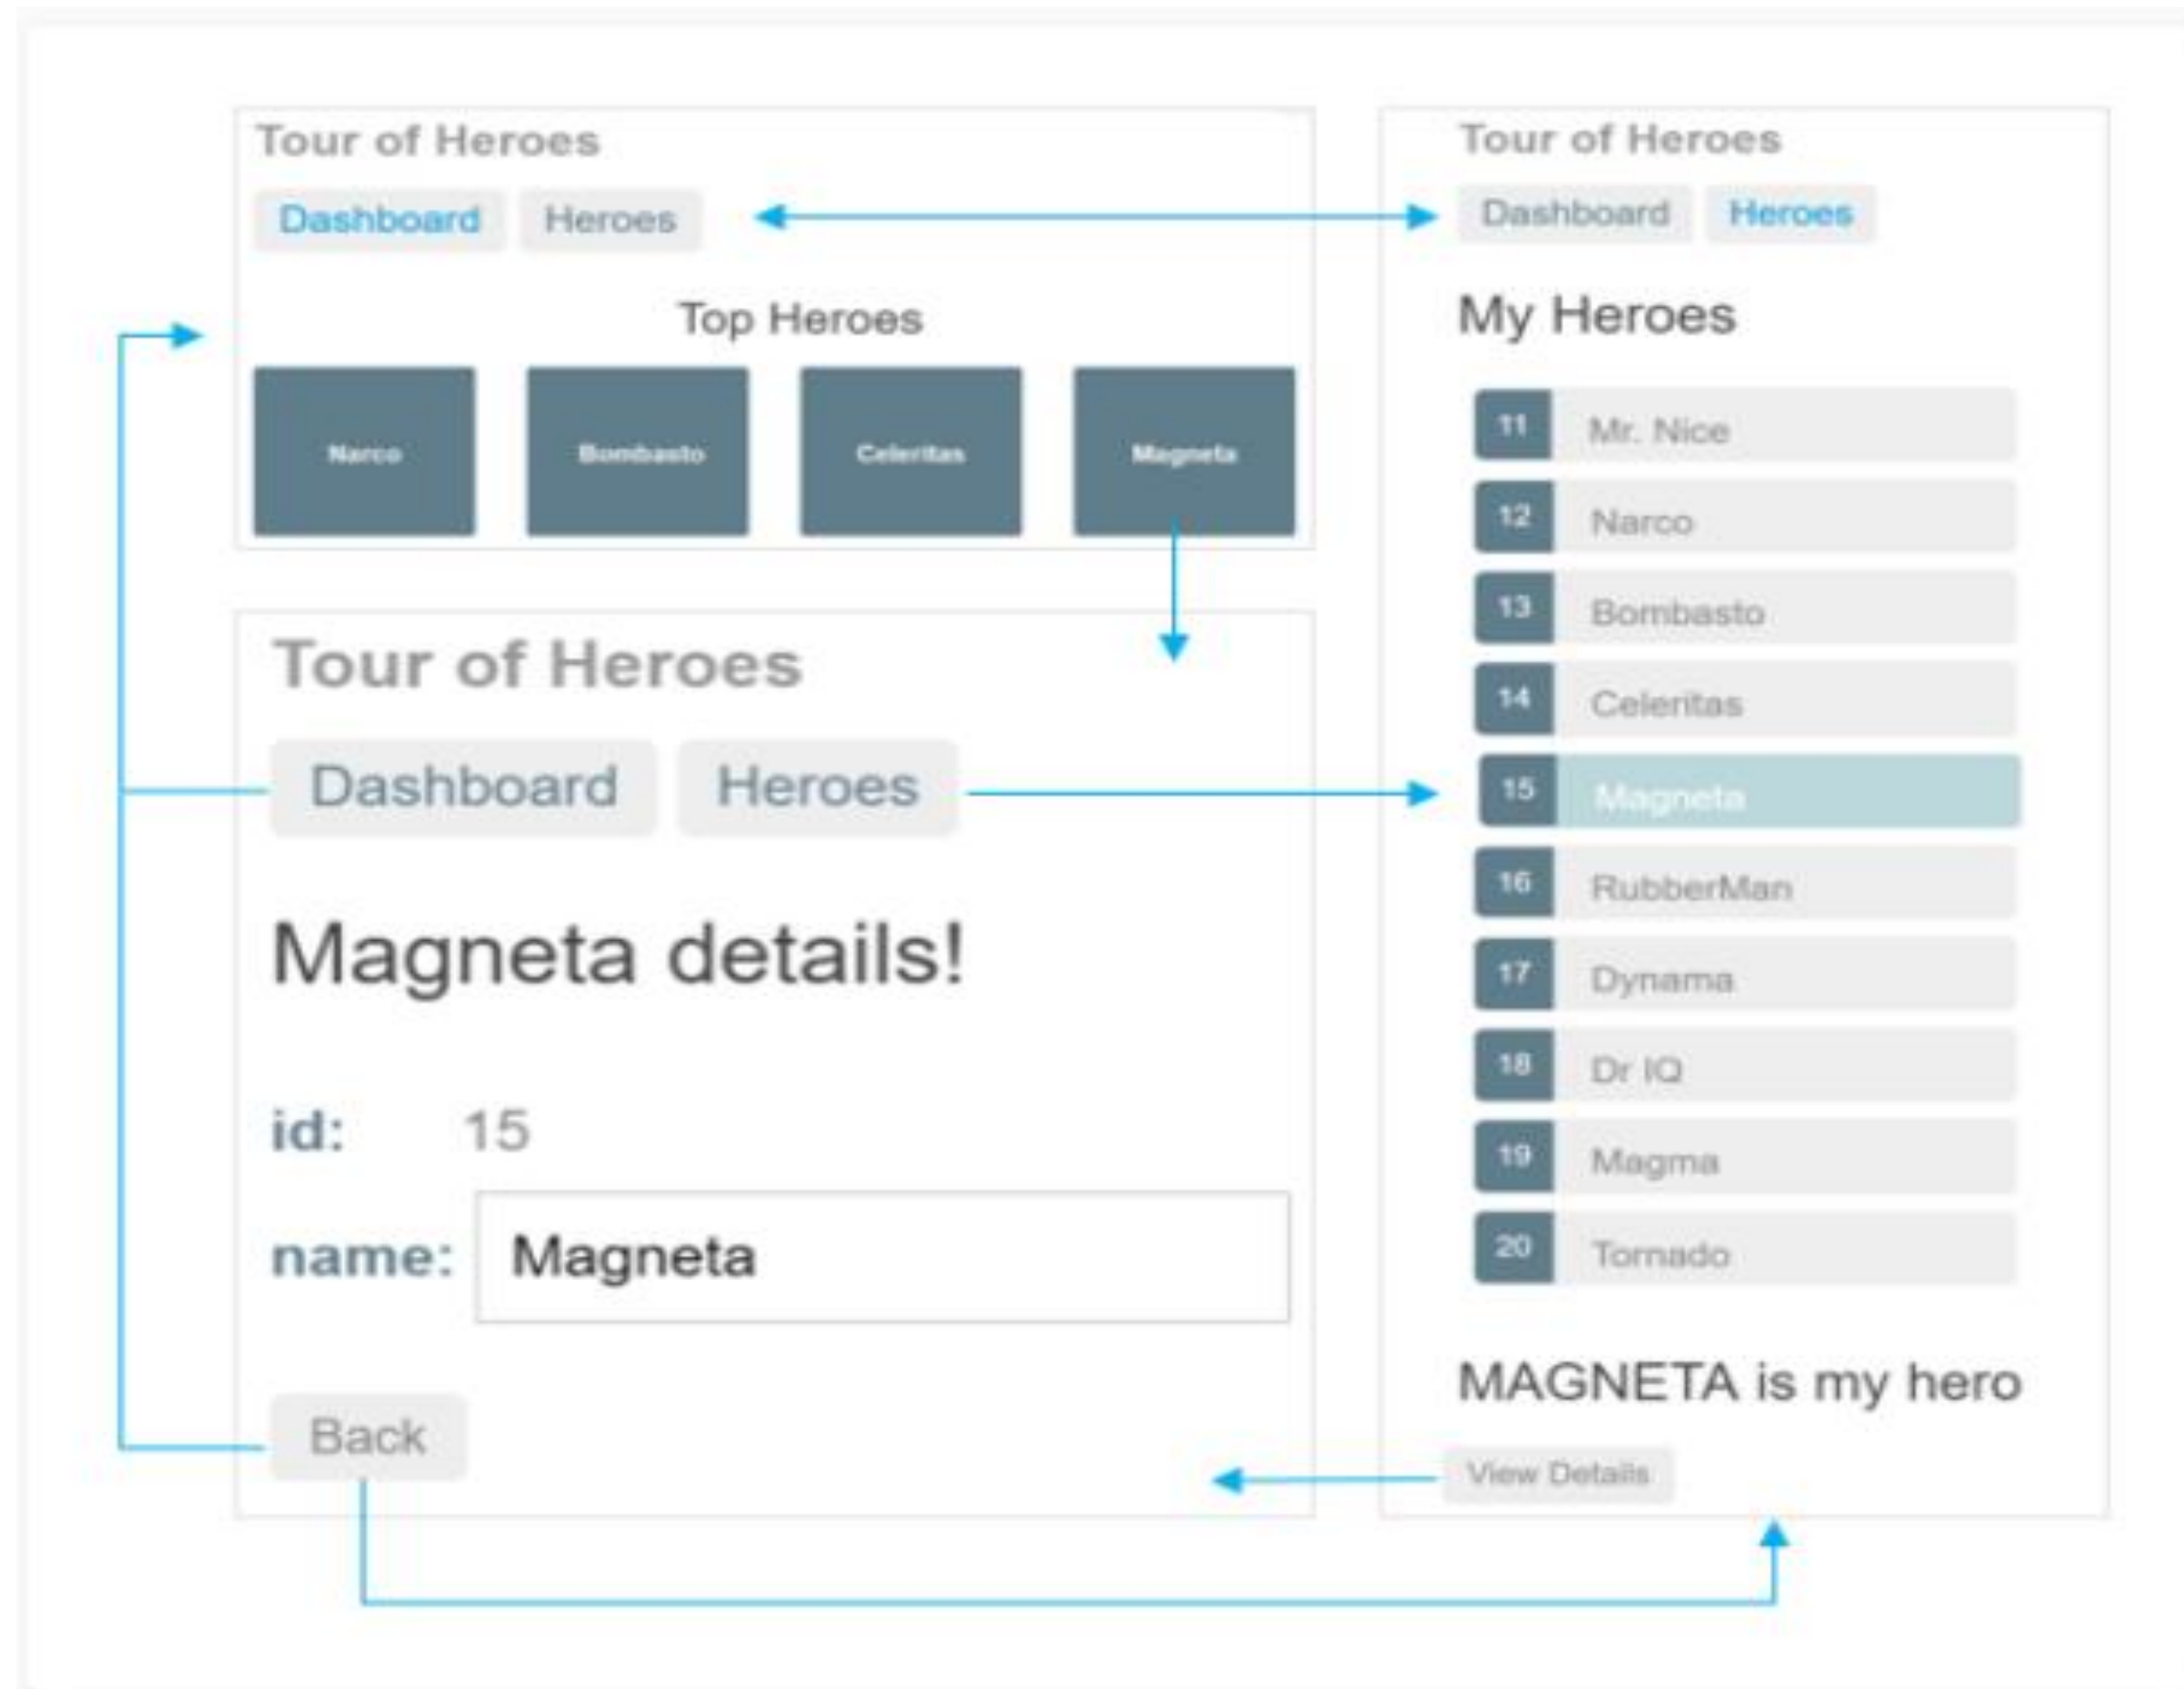 Tour of Heroes
Dashboard Heroes
Top Heroes
Narco Bombasto Celeritas Magneta
Tour of Heroes
Dashboard Heroes
Magneta details!
id: 15
name: Magneta
Back
Tour of Heroes
Dashboard Heroes
My Heroes
11 Mr. Nice
12 Narco
13 Bombasto
14 Celeritas
15 Magneta
16 RubberMan
17 Dynama
18 Dr IQ
19 Magma
20 Tornado
MAGNETA is my hero
View Details